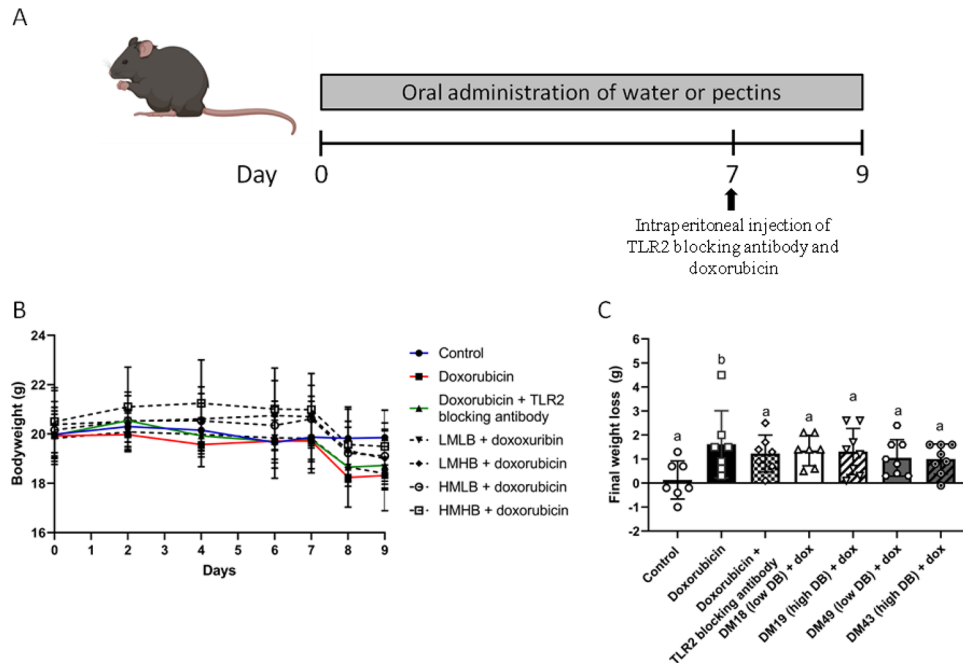 A
Oral administration of water or pectins
Day
0
7
9
Intraperitoneal injection of
TLR2 blocking antibody and
doxorubicin
B
Bodyweight (g)
24
22
20
18
16
0
1
2
3
4
5
6
7
8
9
Days
Control
Doxorubicin
Doxorubicin + TLR2
blocking antibody
LMLB + doxoxuribin
LMHB + doxorubicin
HMLB + doxorubicin
HMHB + doxorubicin
C
Final weight loss (g)
6
5
4
3
2
1
0
-1
-2
a
b
a
a
a
a
a
Control
Doxorubicin
Doxorubicin +
TLR2 blocking antibody
DM18 (low DB) + dox
DM19 (high DB) + dox
DM49 (low DB) + dox
DM43 (high DB) + dox